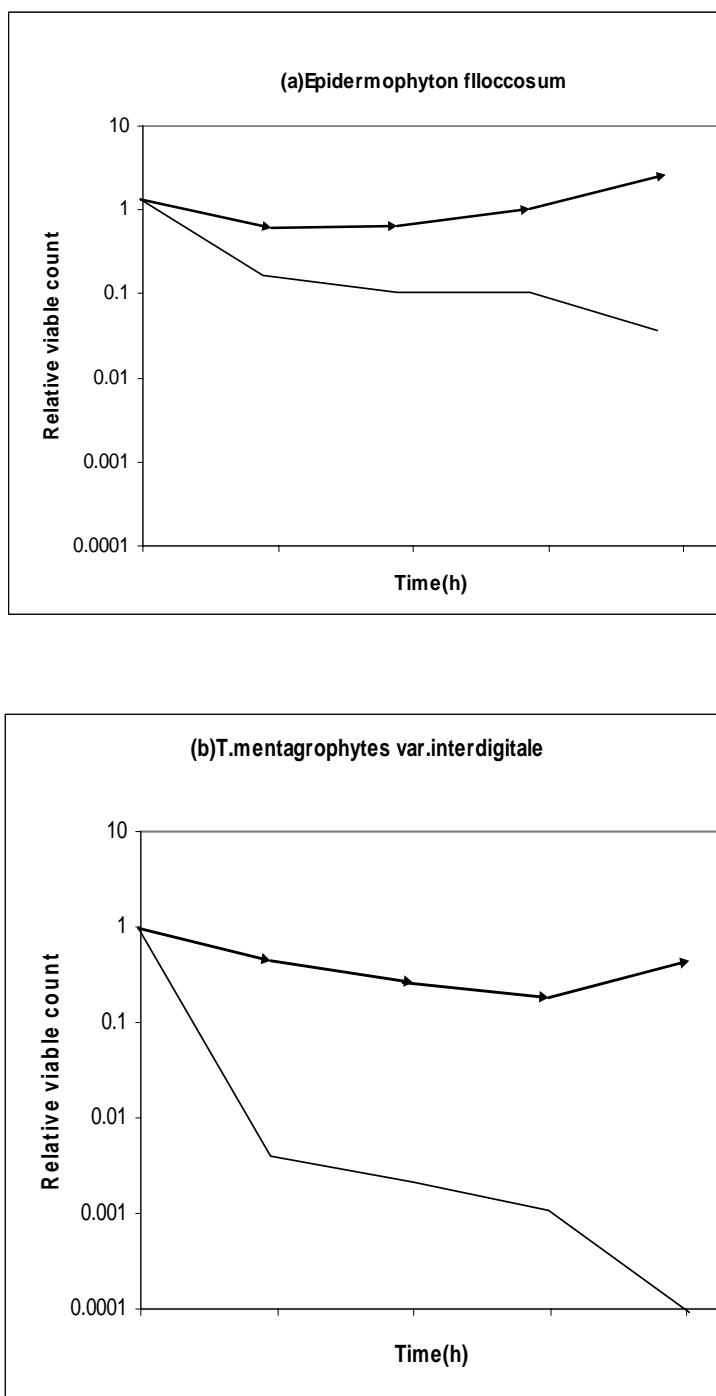 (a)Epidermophyton flloccosum
10
1
0.1
0.01
0.001
0.0001
Relative viable count
Time(h)
(b)T.mentagrophytes var.interdigitale
10
1
0.1
0.01
0.001
0.0001
Relative viable count
Time(h)